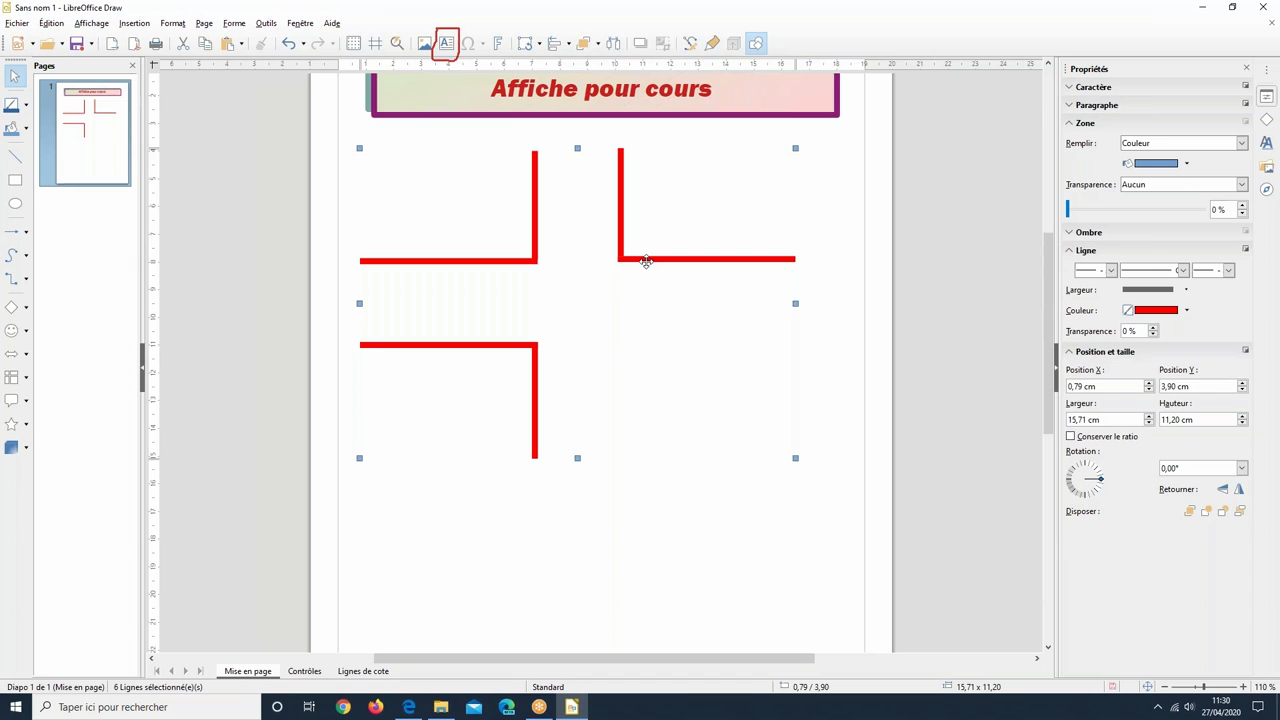 Sans nom 1 - LibreOffice Draw
Fichier Édition Affichage Insertion Format Page Forme Outils Fenêtre Aide
Pages
1
Affiche pour cours
Propriétés
Caractère
Paragraphe
Zone
Remplir : Couleur
Transparence : Aucun
0 %
Ombre
Ligne
Largeur :
Couleur :
Transparence : 0 %
Position et taille
Position X : Position Y :
0,79 cm 3,90 cm
Largeur : Hauteur :
15,71 cm 11,20 cm
Conserver le ratio
Rotation :
0,00°
Retourner :
Disposer :
Mise en page Contrôles Lignes de cote
Diapo 1 de 1 (Mise en page) 6 Lignes sélectionné(e)s) Standard 0,79 / 3,90 15,71 x 11,20 110 %
Taper ici pour rechercher
11:30
27/04/2020